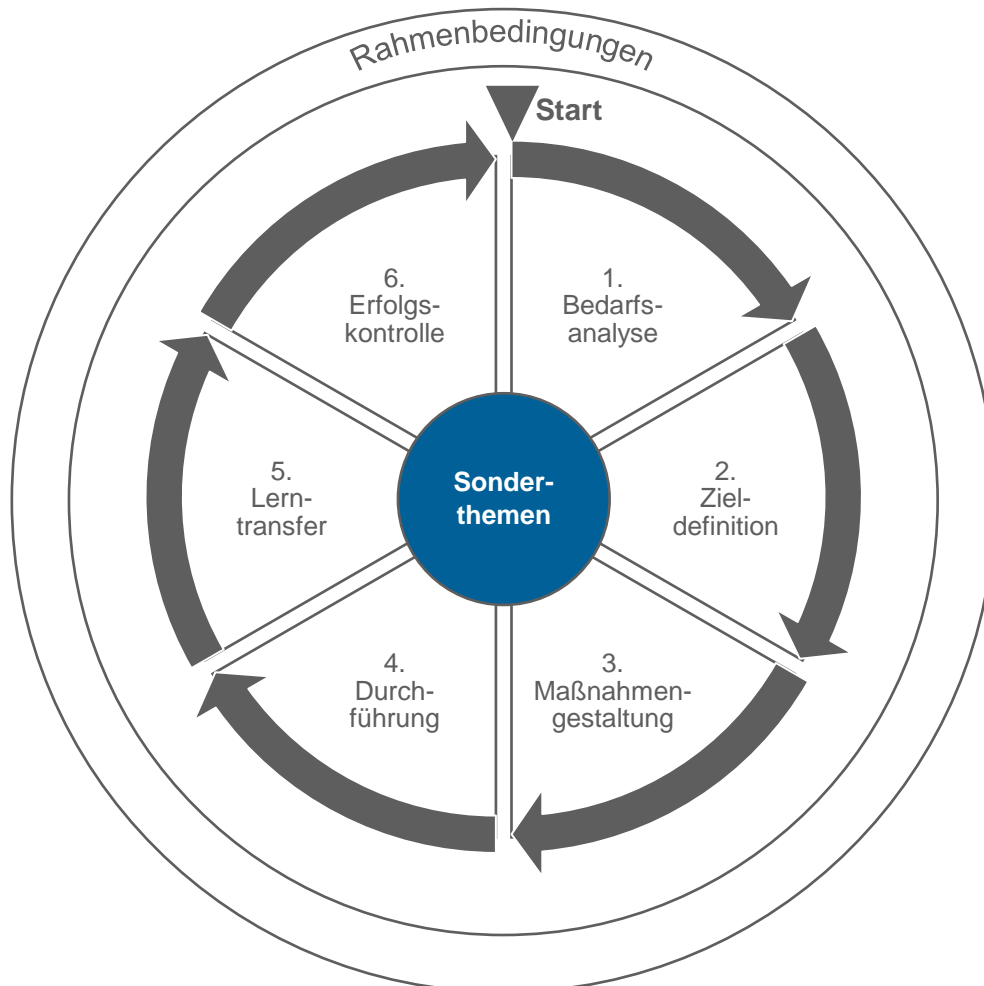 Rahmenbedingungen
Start
1.
Bedarfs-
analyse
2.
Ziel-
definition
3.
Maßnahmen-
gestaltung
4.
Durch-
führung
5.
Lern-
transfer
6.
Erfolgs-
kontrolle
Sonder-
themen